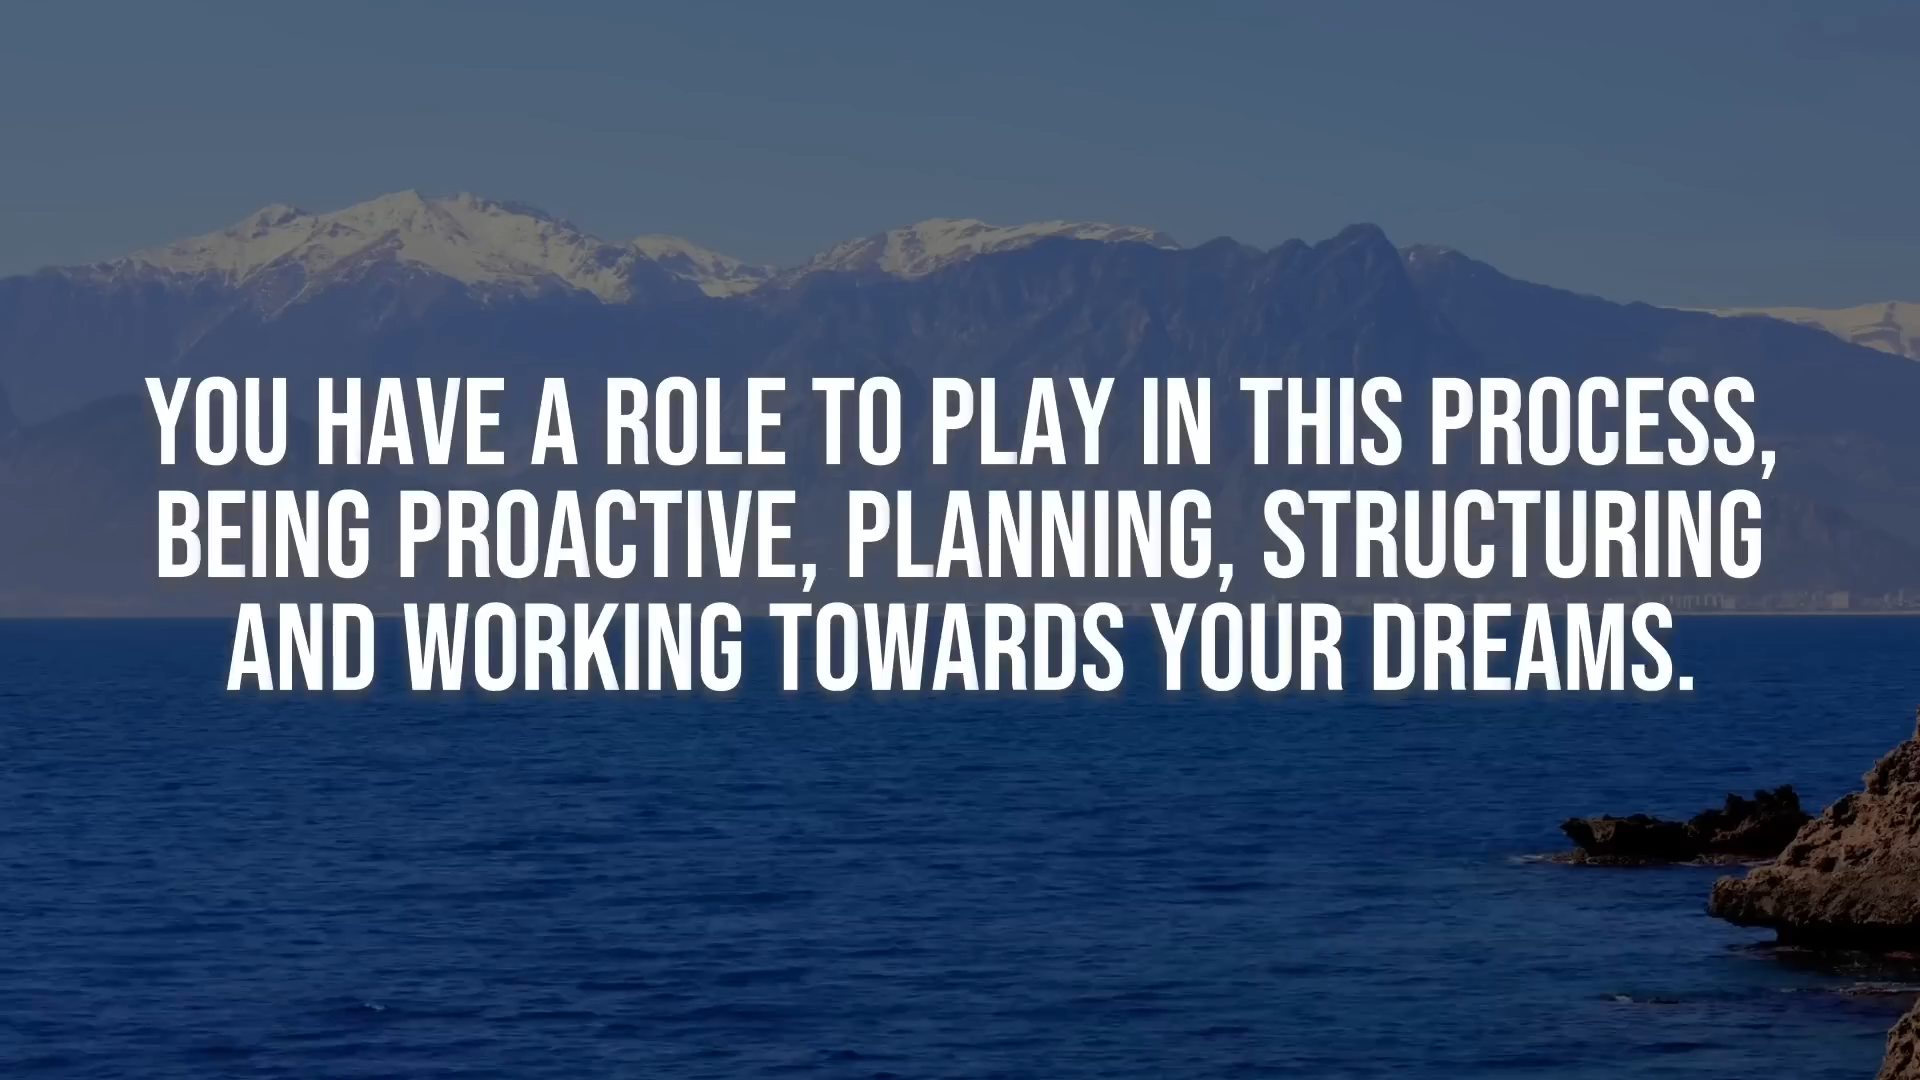 YOU HAVE A ROLE TO PLAY IN THIS PROCESS,
BEING PROACTIVE, PLANNING, STRUCTURING
AND WORKING TOWARDS YOUR DREAMS.